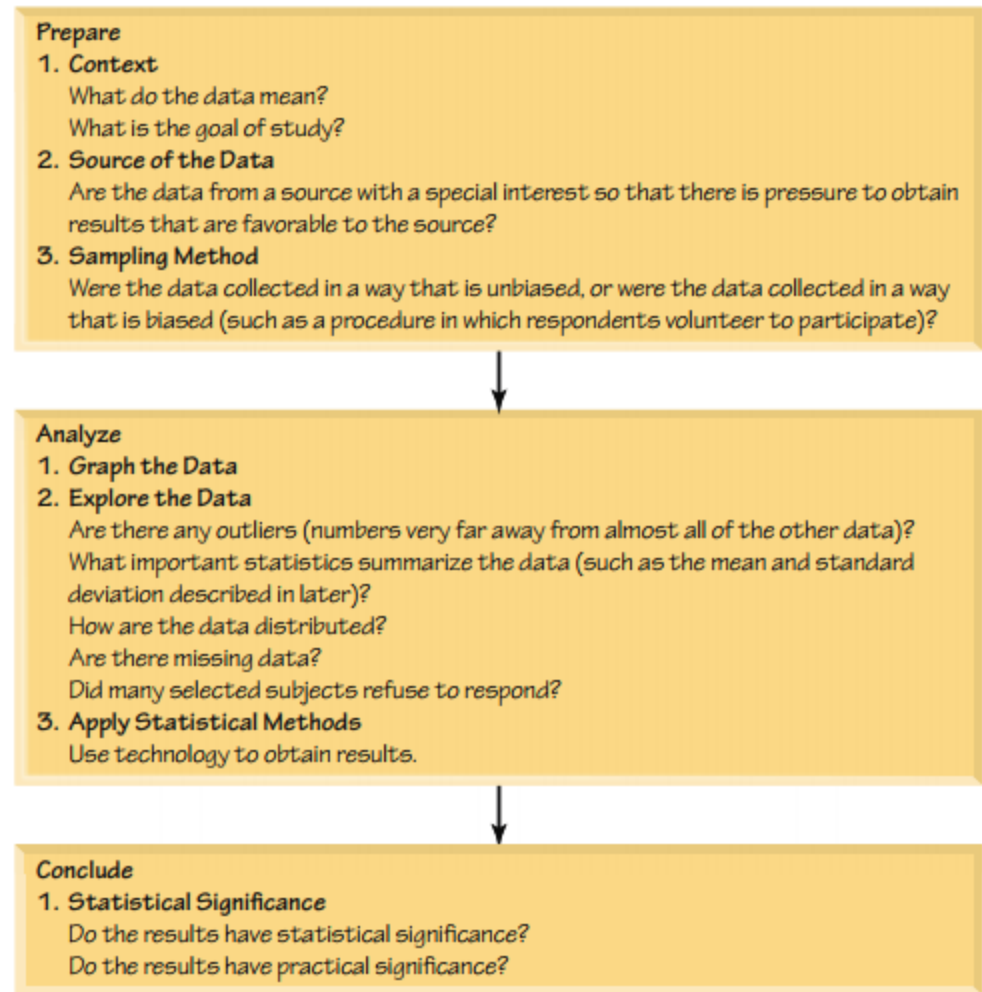 Prepare
1. Context
What do the data mean?
What is the goal of study?
2. Source of the Data
Are the data from a source with a special interest so that there is pressure to obtain
results that are favorable to the source?
3. Sampling Method
Were the data collected in a way that is unbiased, or were the data collected in a way
that is biased (such as a procedure in which respondents volunteer to participate)?
Analyze
1. Graph the Data
2. Explore the Data
Are there any outliers (numbers very far away from almost all of the other data)?
What important statistics summarize the data (such as the mean and standard
deviation described in later)?
How are the data distributed?
Are there missing data?
Did many selected subjects refuse to respond?
3. Apply Statistical Methods
Use technology to obtain results.
Conclude
1. Statistical Significance
Do the results have statistical significance?
Do the results have practical significance?